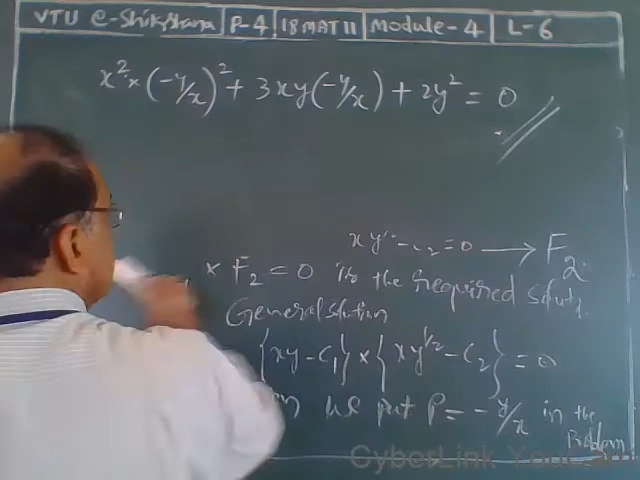 VTU e-Shikshana P-4 18MAT11 Module-4 L-6
x² × (-y/x)² + 3xy(-y/x) + 2y² = 0
xy^1/2 - C₂ = 0 → F₂
× F₂ = 0 is the required
General solution
{xy - C₁} × {xy^1/2 - C₂} = 0
we put P = -y/x in the
Problem
CyberLink